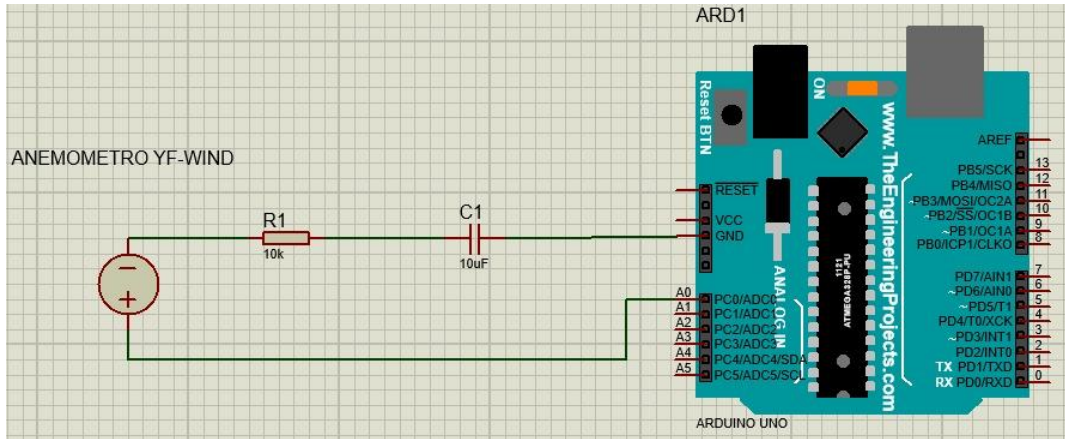 ARD1
ANEMOMETRO YF-WIND
R1
10k
C1
10uF
Reset BTN
ON
www.TheEngineeringProjects.com
ANALOG IN
1121
ATMEGA328P-PU
RESET
VCC
GND
A0 PC0/ADC0
A1 PC1/ADC1
A2 PC2/ADC2
A3 PC3/ADC3
A4 PC4/ADC4/SDA
A5 PC5/ADC5/SCL
AREF
PB5/SCK 13
PB4/MISO 12
~PB3/MOSI/OC2A 11
~PB2/SS/OC1B 10
~PB1/OC1A 9
PB0/ICP1/CLKO 8
PD7/AIN1 7
~PD6/AIN0 6
~PD5/T1 5
PD4/T0/XCK 4
~PD3/INT1 3
PD2/INT0 2
TX PD1/TXD 1
RX PD0/RXD 0
ARDUINO UNO